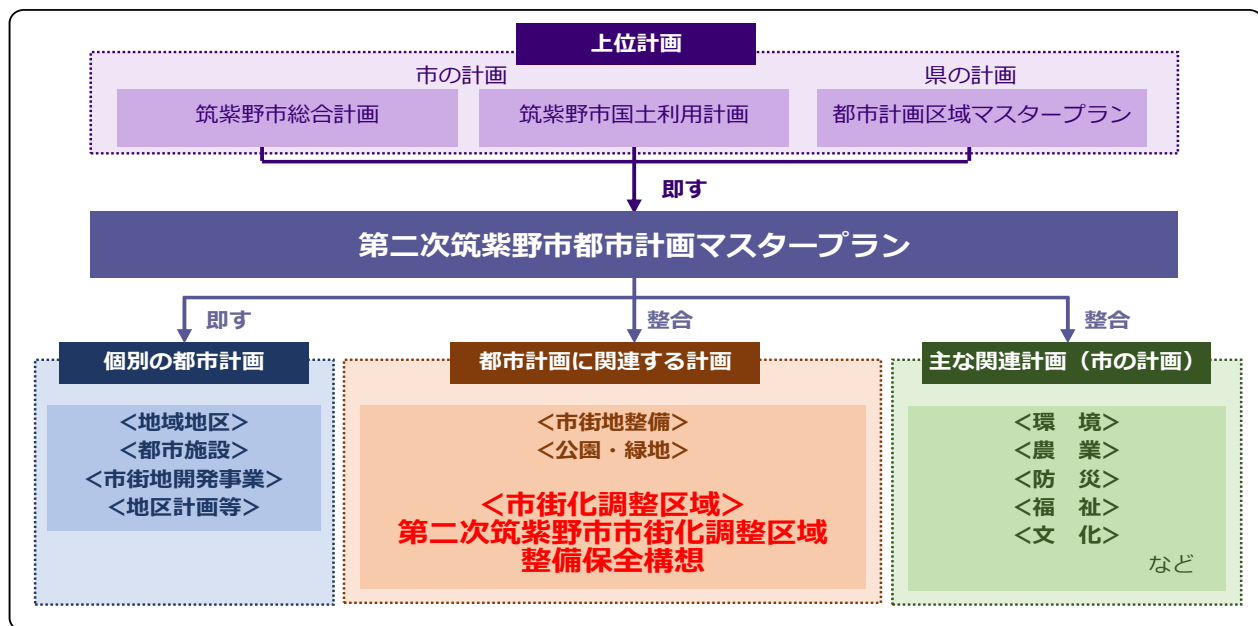 上位計画
市の計画
県の計画
筑紫野市総合計画
筑紫野市国土利用計画
都市計画区域マスタープラン
即す
第二次筑紫野市都市計画マスタープラン
即す
整合
整合
個別の都市計画
<地域地区>
<都市施設>
<市街地開発事業>
<地区計画等>
都市計画に関連する計画
<市街地整備>
<公園・緑地>
<市街化調整区域>
第二次筑紫野市市街化調整区域
整備保全構想
主な関連計画（市の計画）
<環　境>
<農　業>
<防　災>
<福　祉>
<文　化>
など